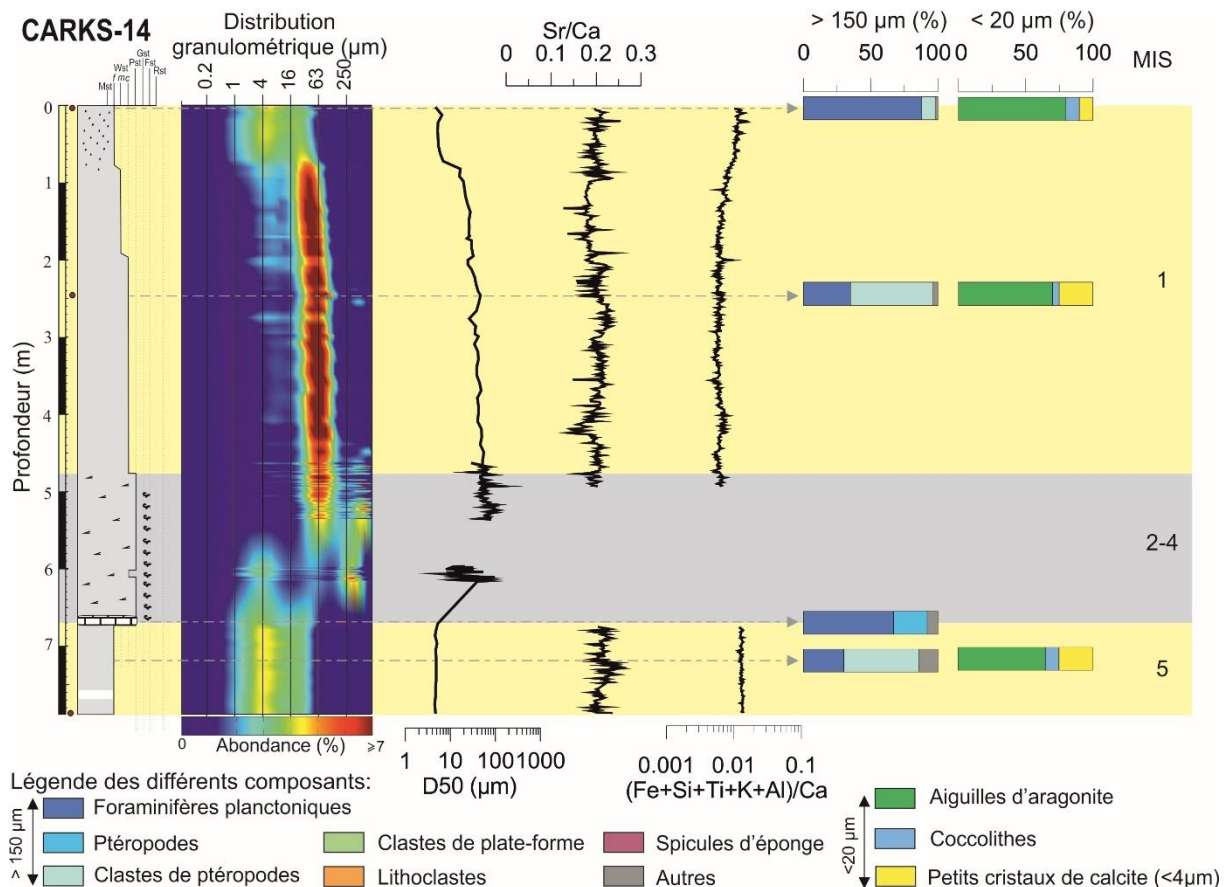 CARKS-14
Distribution
granulométrique (µm)
Sr/Ca
> 150 µm (%)
< 20 µm (%)
MIS
Mst
Wst
f mc
Pst
Gst
Fst
Rst
0.2 1 4 16 63 250
0 0.1 0.2 0.3
0 50 100
0 50 100
Profondeur (m)
0
1
2
3
4
5
6
7
1
2-4
5
0 Abondance (%) ≥7
1 10 100 1000
D50 (µm)
0.001 0.01 0.1
(Fe+Si+Ti+K+Al)/Ca
Légende des différents composants:
> 150 µm
Foraminifères planctoniques
Ptéropodes
Clastes de ptéropodes
Clastes de plate-forme
Lithoclastes
Spicules d'éponge
Autres
<20 µm
Aiguilles d'aragonite
Coccolithes
Petits cristaux de calcite (<4µm)